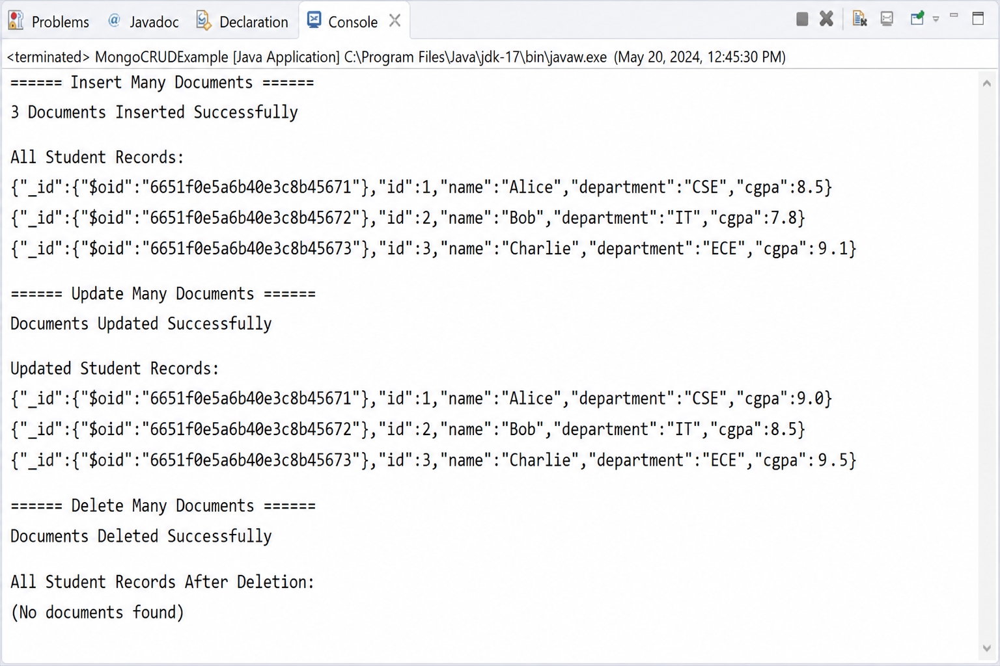 Problems @ Javadoc Declaration Console
<terminated> MongoCRUDExample [Java Application] C:\Program Files\Java\jdk-17\bin\javaw.exe (May 20, 2024, 12:45:30 PM)
====== Insert Many Documents ======
3 Documents Inserted Successfully
All Student Records:
{"_id":{"$oid":"6651f0e5a6b40e3c8b45671"},"id":1,"name":"Alice","department":"CSE","cgpa":8.5}
{"_id":{"$oid":"6651f0e5a6b40e3c8b45672"},"id":2,"name":"Bob","department":"IT","cgpa":7.8}
{"_id":{"$oid":"6651f0e5a6b40e3c8b45673"},"id":3,"name":"Charlie","department":"ECE","cgpa":9.1}
====== Update Many Documents ======
Documents Updated Successfully
Updated Student Records:
{"_id":{"$oid":"6651f0e5a6b40e3c8b45671"},"id":1,"name":"Alice","department":"CSE","cgpa":9.0}
{"_id":{"$oid":"6651f0e5a6b40e3c8b45672"},"id":2,"name":"Bob","department":"IT","cgpa":8.5}
{"_id":{"$oid":"6651f0e5a6b40e3c8b45673"},"id":3,"name":"Charlie","department":"ECE","cgpa":9.5}
====== Delete Many Documents ======
Documents Deleted Successfully
All Student Records After Deletion:
(No documents found)